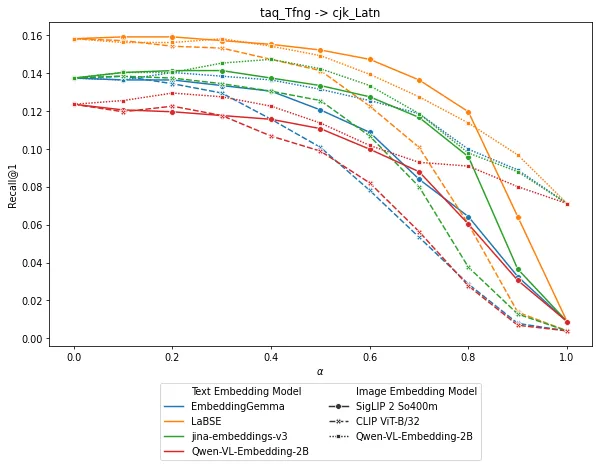 taq_Tfng -> cjk_Latn
Recall@1
0.16
0.14
0.12
0.10
0.08
0.06
0.04
0.02
0.00
0.0 0.2 0.4 0.6 0.8 1.0
α
Text Embedding Model
EmbeddingGemma
LaBSE
jina-embeddings-v3
Qwen-VL-Embedding-2B
Image Embedding Model
SigLIP 2 So400m
CLIP ViT-B/32
Qwen-VL-Embedding-2B